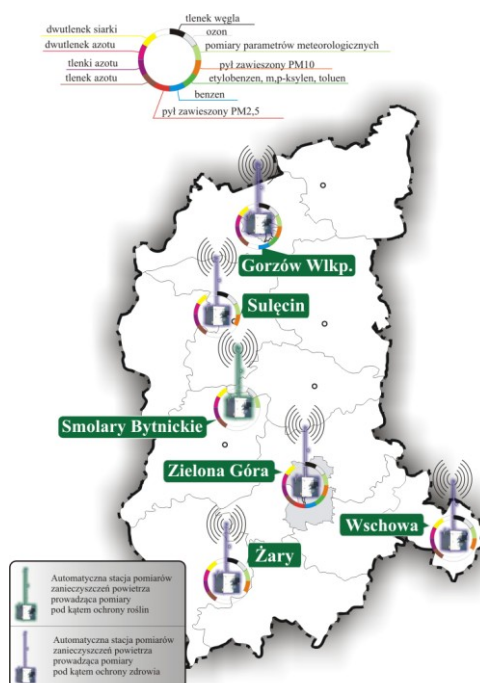 tlenek węgla
dwutlenek siarki
ozon
dwutlenek azotu
pomiary parametrów meteorologicznych
tlenki azotu
pył zawieszony PM10
tlenek azotu
etylobenzen, m,p-ksylen, toluen
benzen
pył zawieszony PM2,5
Gorzów Wlkp.
Sulęcin
Smolary Bytnickie
Zielona Góra
Wschowa
Żary
Automatyczna stacja pomiarów
zanieczyszczeń powietrza
prowadząca pomiary
pod kątem ochrony roślin
Automatyczna stacja pomiarów
zanieczyszczeń powietrza
prowadząca pomiary
pod kątem ochrony zdrowia